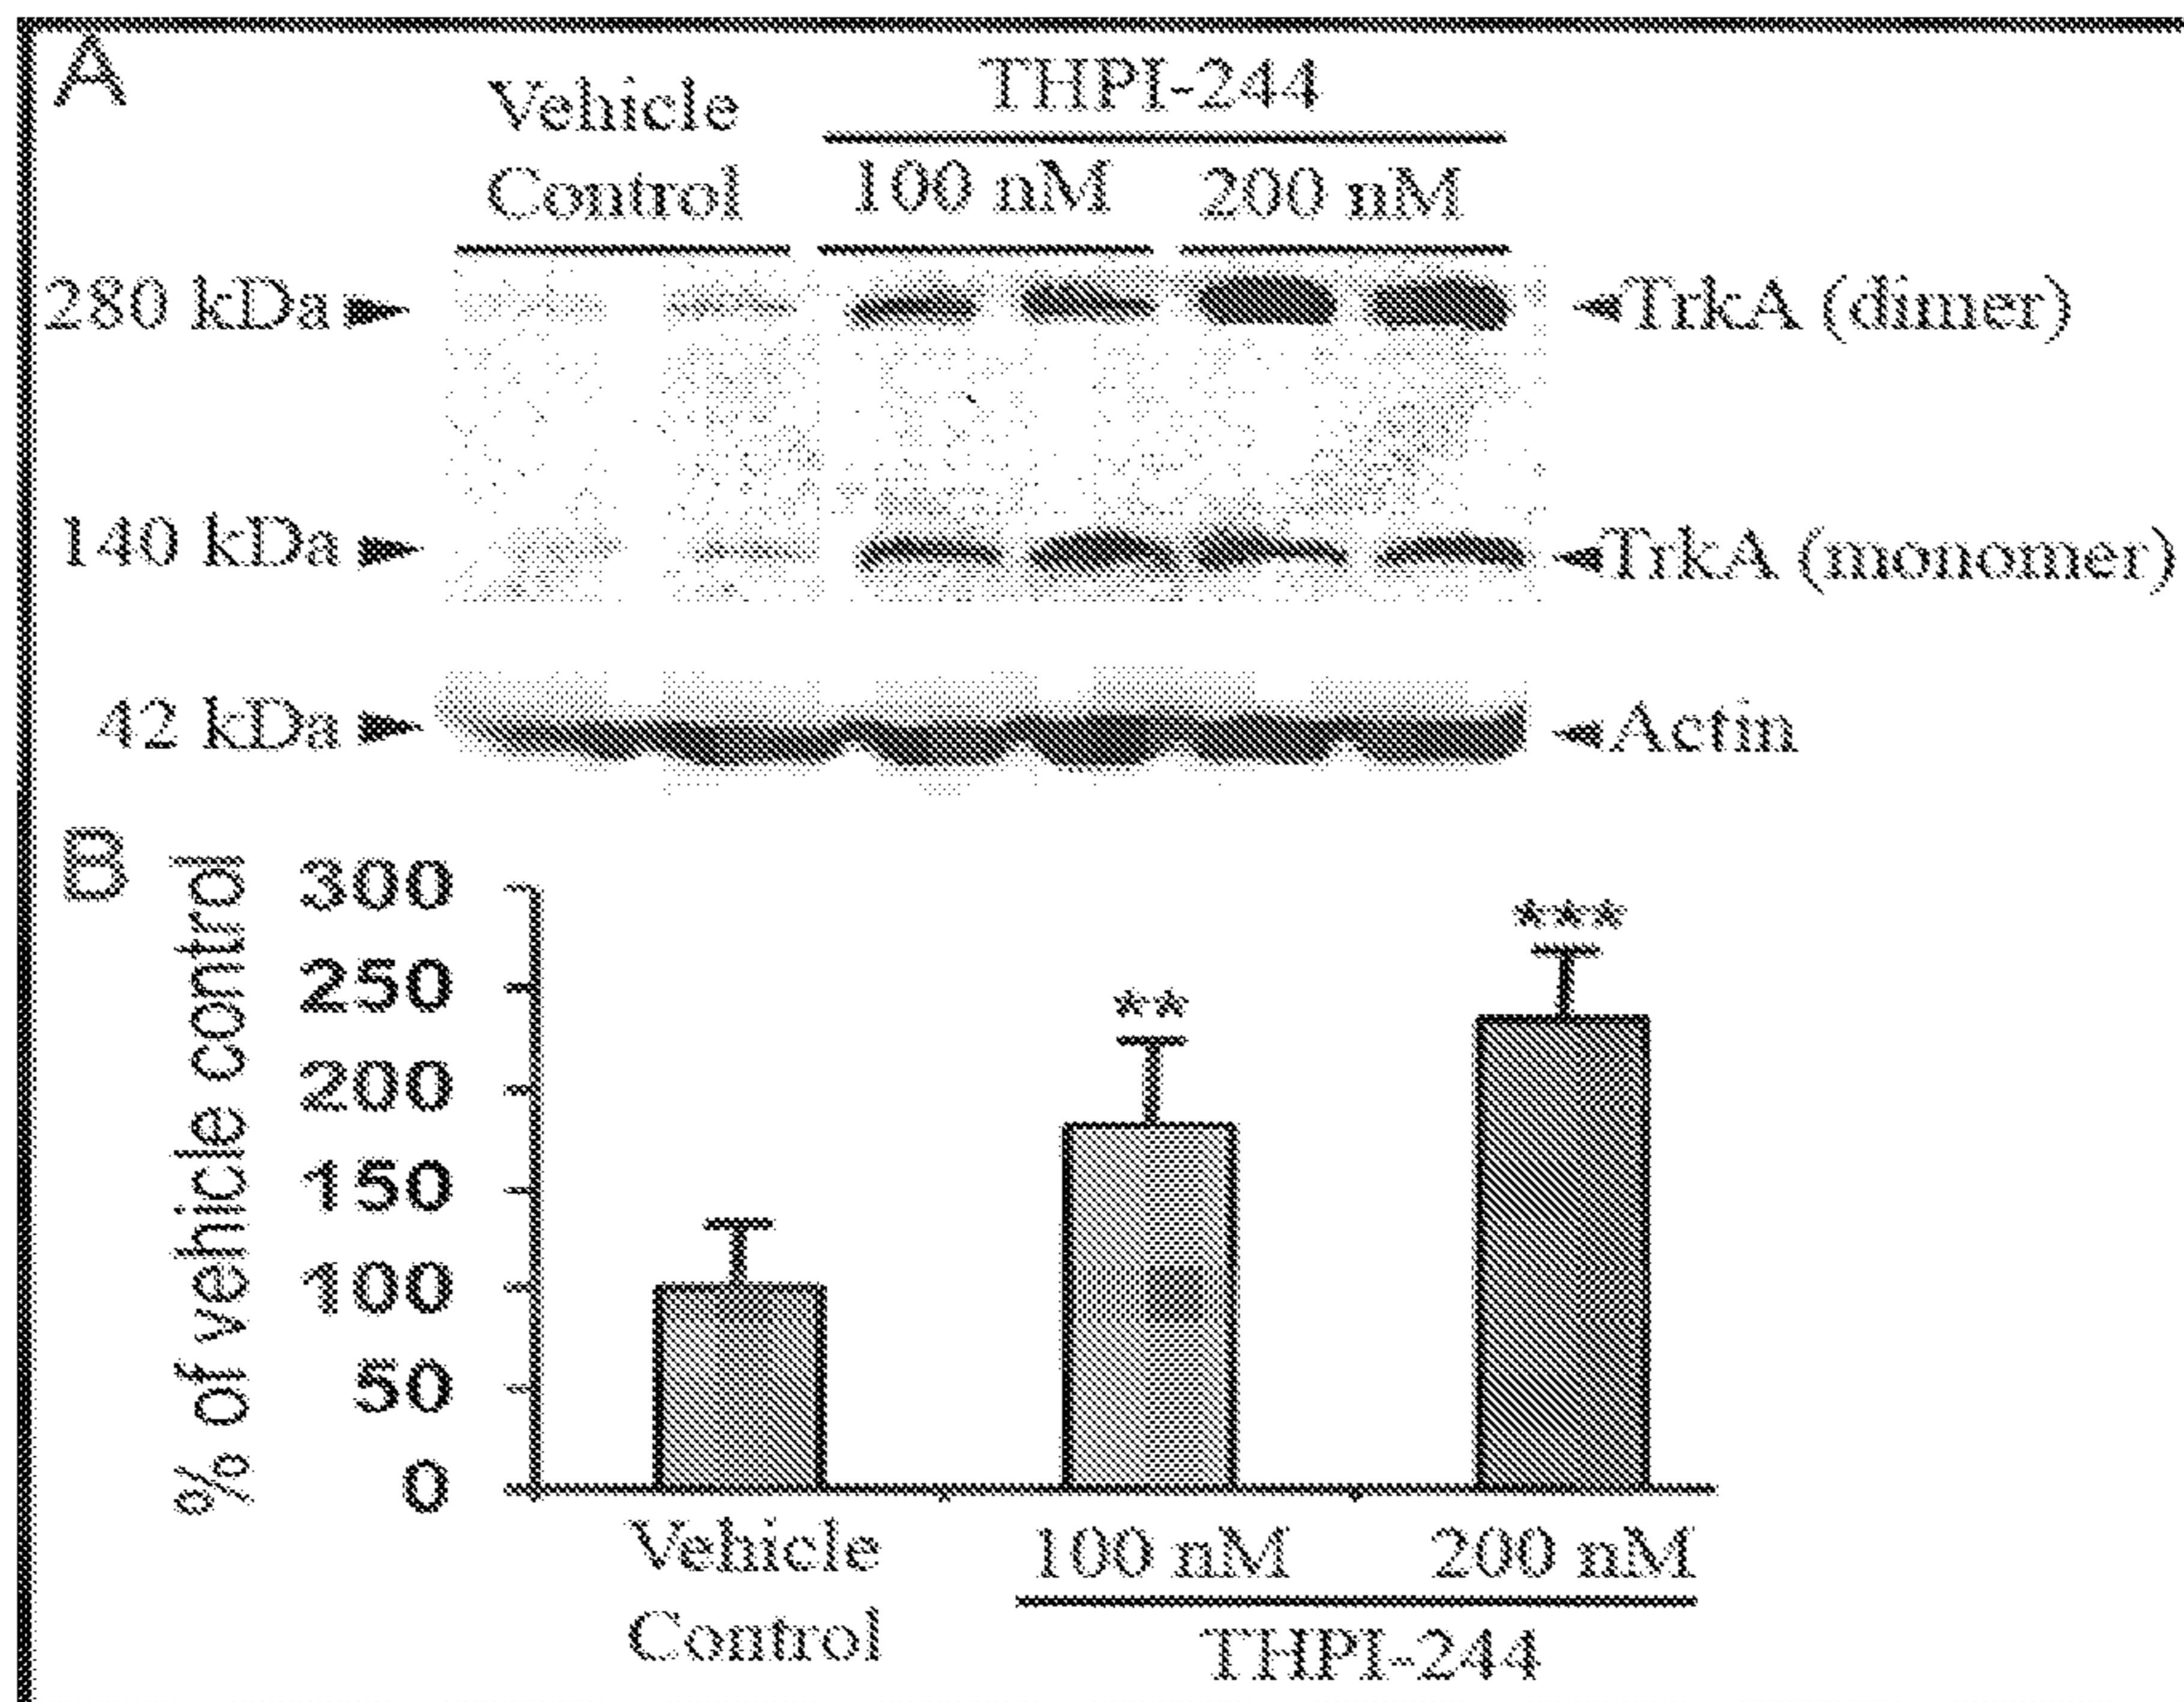 A
Vehicle
Control
THPI-244
100 nM 200 nM
280 kDa TrkA (dimer)
140 kDa TrkA (monomer)
42 kDa Actin
B
% of vehicle control
300
250
200
150
100
50
0
**
***
Vehicle
Control
100 nM 200 nM
THPI-244